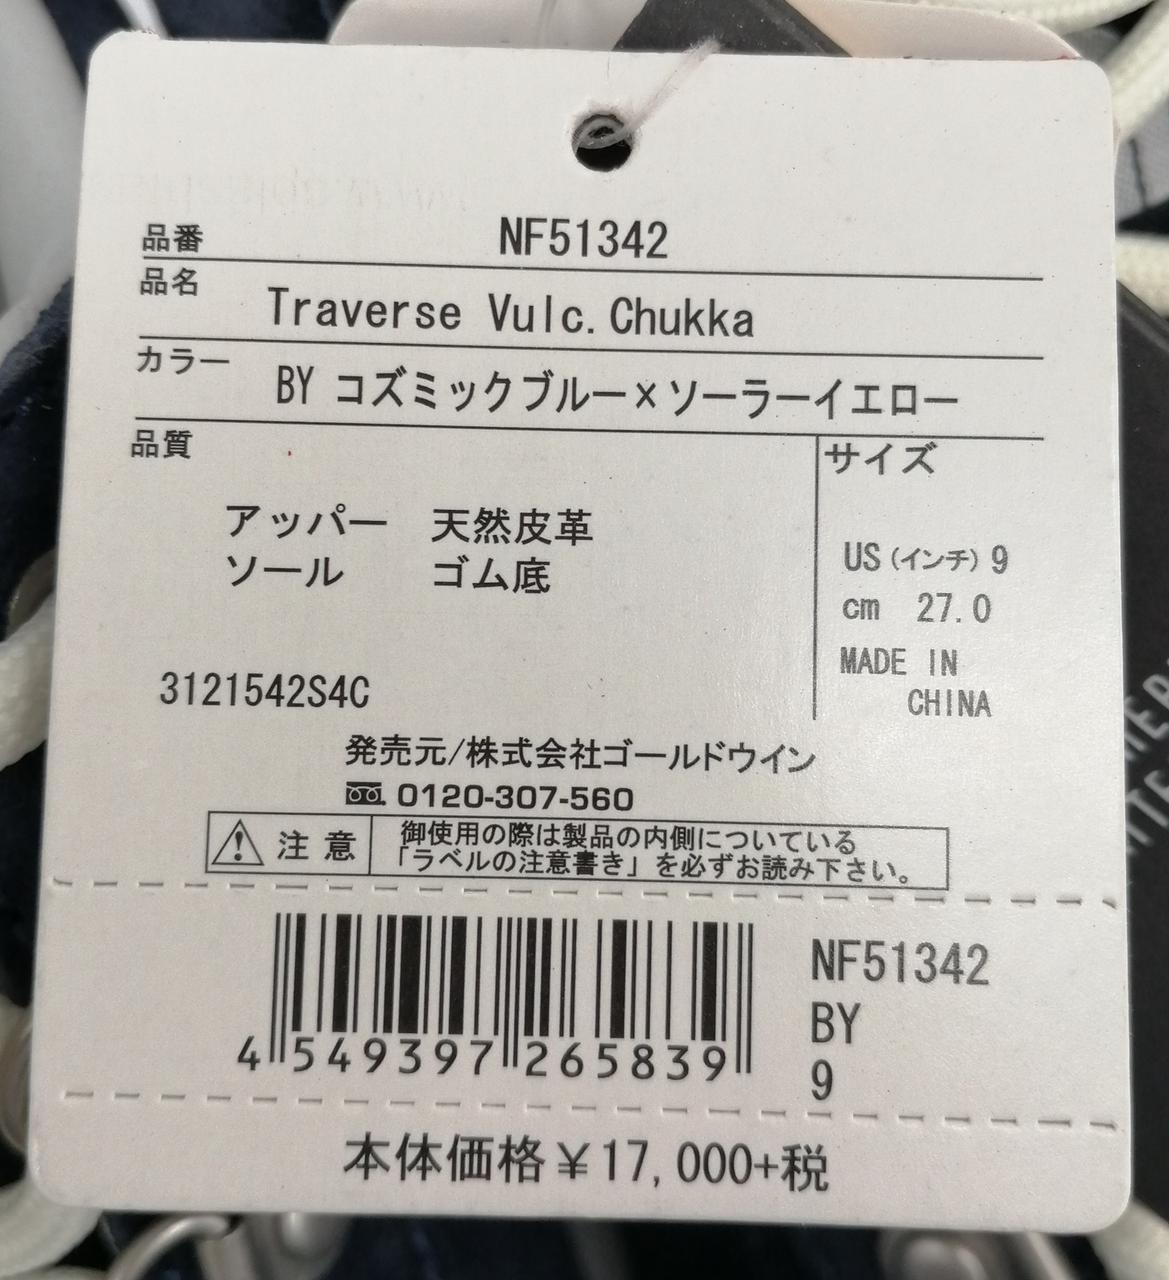 品番 NF51342
品名 Traverse Vulc.Chukka
カラー BY コズミックブルー×ソーラーイエロー
品質
サイズ
アッパー 天然皮革
ソール ゴム底
US(インチ)9
cm 27.0
MADE IN
CHINA
3121542S4C
発売元/株式会社ゴールドウイン
0120-307-560
注意
御使用の際は製品の内側についている
「ラベルの注意書き」を必ずお読み下さい。
4 549397 265839
NF51342
BY
9
本体価格¥17,000+税